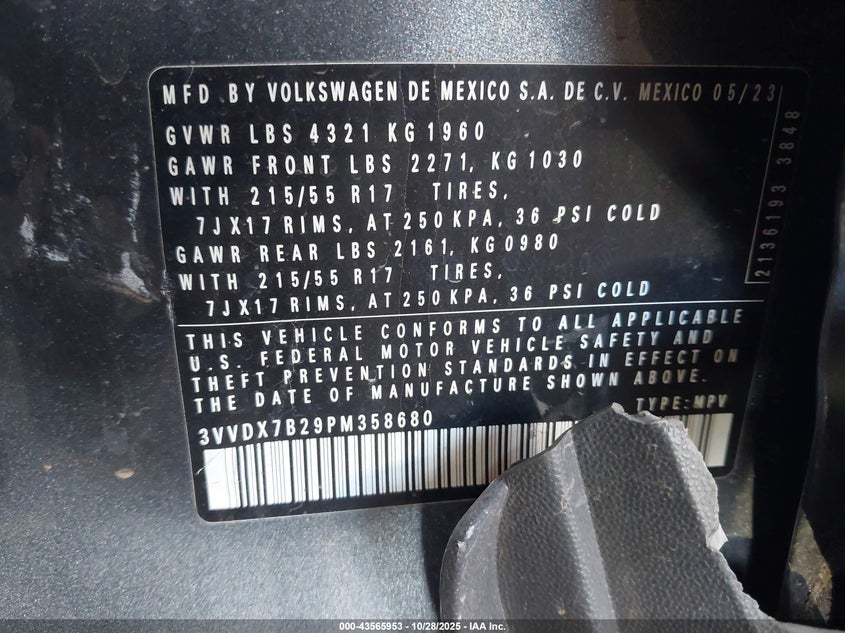 MFD BY VOLKSWAGEN DE MEXICO S.A. DE C.V. MEXICO 05/23
GVWR LBS 4321 KG 1960
GAWR FRONT LBS 2271, KG 1030
WITH 215/55 R17 TIRES,
7JX17 RIMS, AT 250 KPA, 36 PSI COLD
GAWR REAR LBS 2161, KG 0980
WITH 215/55 R17 TIRES,
7JX17 RIMS, AT 250 KPA, 36 PSI COLD
2136193 3848
THIS VEHICLE CONFORMS TO ALL APPLICABLE
U.S. FEDERAL MOTOR VEHICLE SAFETY AND
THEFT PREVENTION STANDARDS IN EFFECT ON
THE DATE OF MANUFACTURE SHOWN ABOVE.
3VVDX7B29PM358680
TYPE:MPV
000-43565953 - 10/28/2025 - IAA Inc.